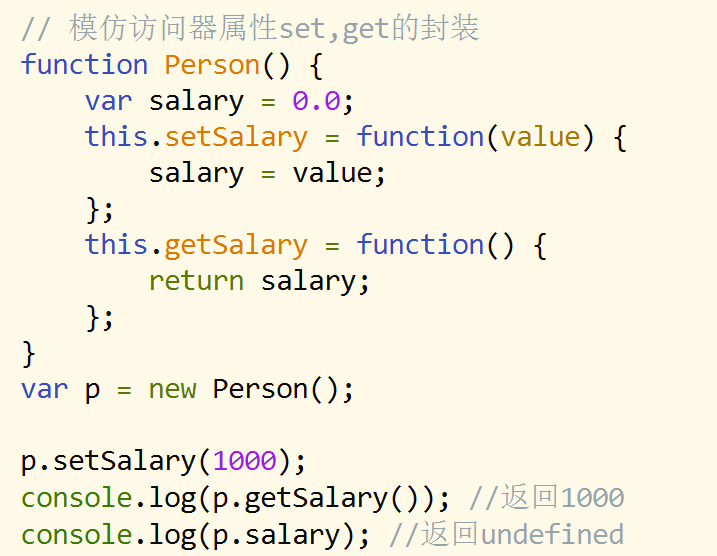 // 模仿访问器属性set,get的封装
function Person() {
    var salary = 0.0;
    this.setSalary = function(value) {
        salary = value;
    };
    this.getSalary = function() {
        return salary;
    };
}
var p = new Person();

p.setSalary(1000);
console.log(p.getSalary()); //返回1000
console.log(p.salary); //返回undefined